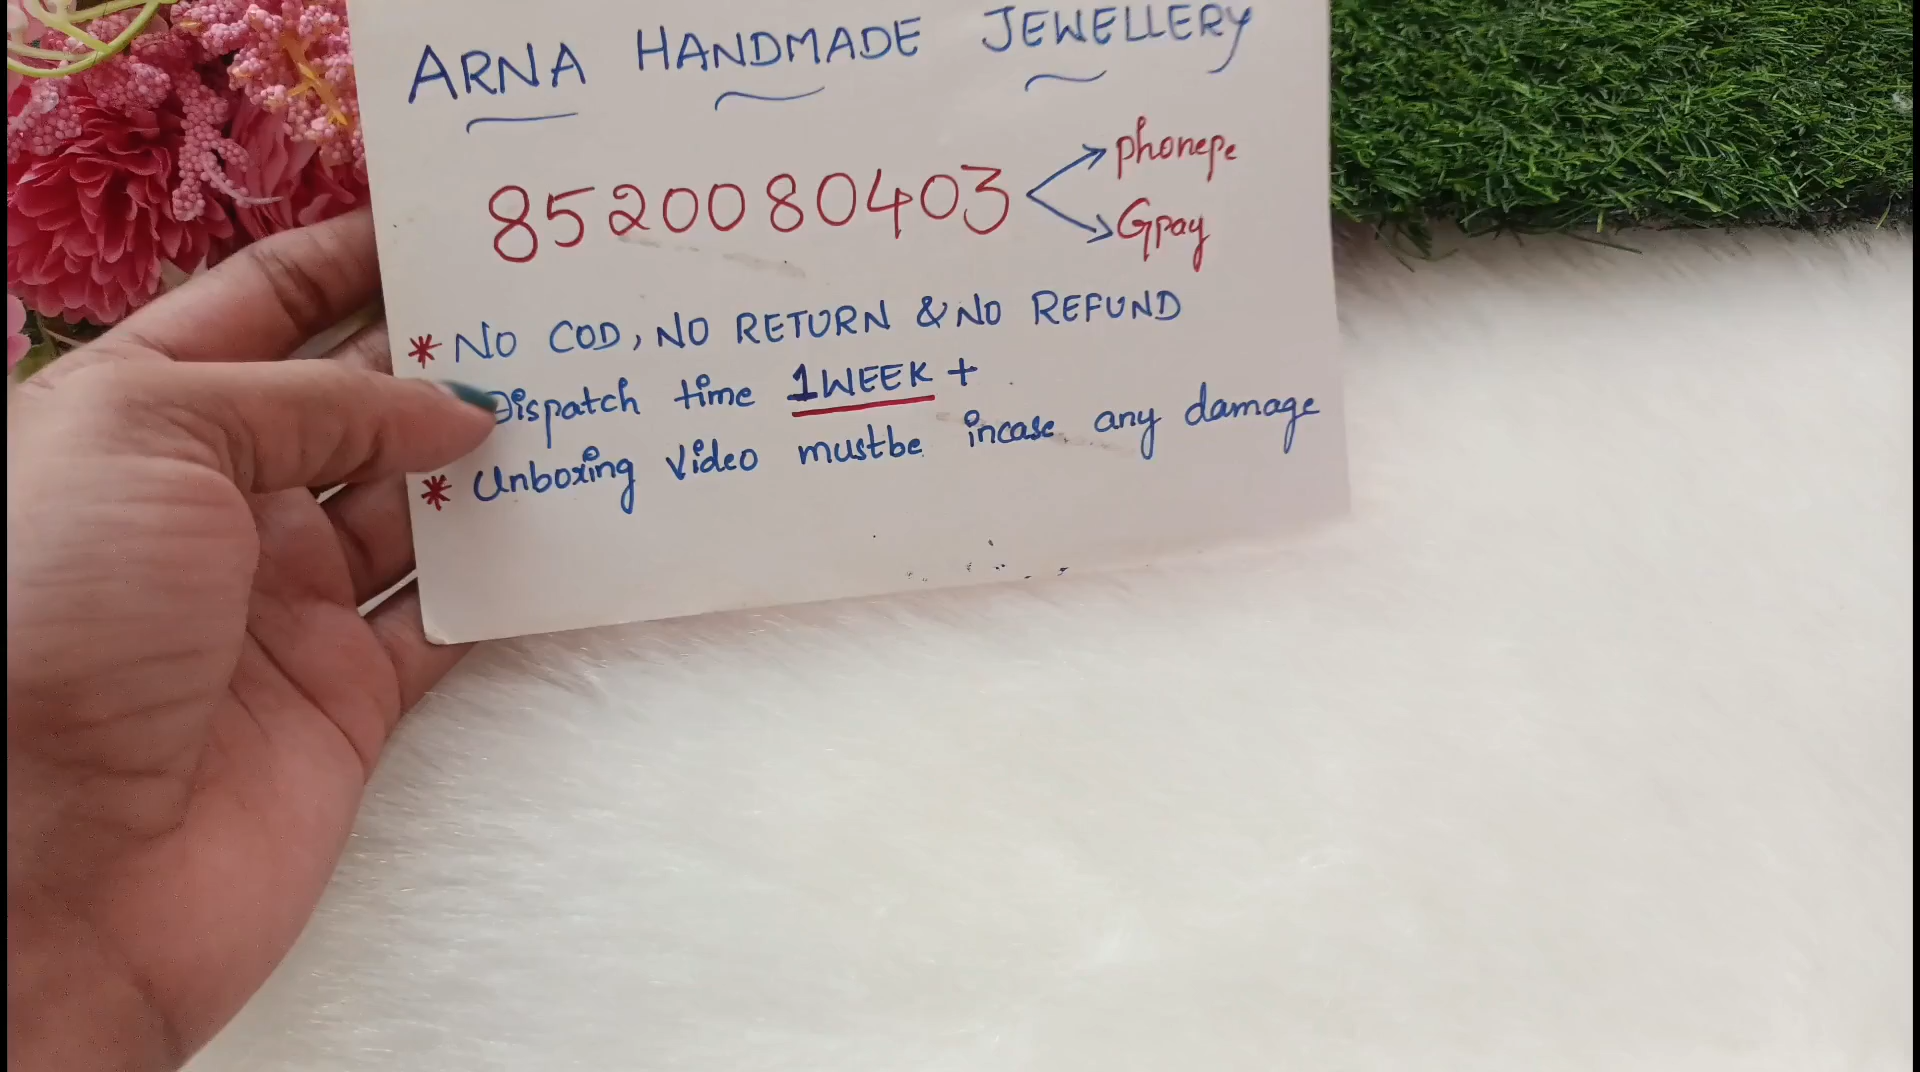 ARNA HANDMADE JEWELLERY
8520080403
phonepe
Gpay
* NO COD, NO RETURN & NO REFUND
Dispatch time 1WEEK +
* Unboxing video mustbe incase any damage